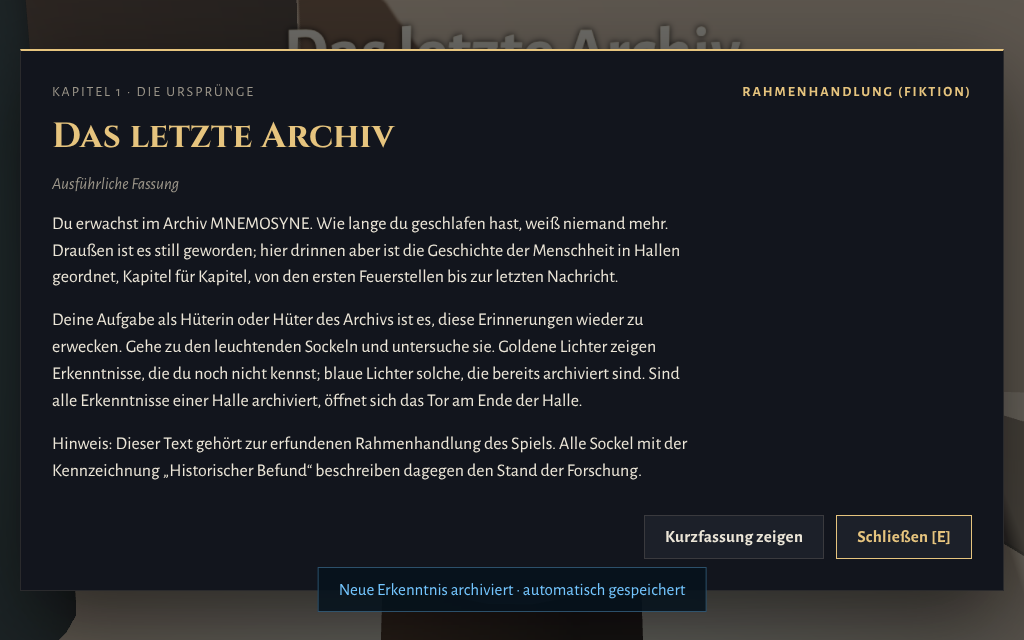 Das letzte Archiv
KAPITEL 1 · DIE URSPRÜNGE
RAHMENHANDLUNG (FIKTION)
DAS LETZTE ARCHIV
Ausführliche Fassung
Du erwachst im Archiv MNEMOSYNE. Wie lange du geschlafen hast, weiß niemand mehr.
Draußen ist es still geworden; hier drinnen aber ist die Geschichte der Menschheit in Hallen
geordnet, Kapitel für Kapitel, von den ersten Feuerstellen bis zur letzten Nachricht.
Deine Aufgabe als Hüterin oder Hüter des Archivs ist es, diese Erinnerungen wieder zu
erwecken. Gehe zu den leuchtenden Sockeln und untersuche sie. Goldene Lichter zeigen
Erkenntnisse, die du noch nicht kennst; blaue Lichter solche, die bereits archiviert sind. Sind
alle Erkenntnisse einer Halle archiviert, öffnet sich das Tor am Ende der Halle.
Hinweis: Dieser Text gehört zur erfundenen Rahmenhandlung des Spiels. Alle Sockel mit der
Kennzeichnung „Historischer Befund“ beschreiben dagegen den Stand der Forschung.
Kurzfassung zeigen
Schließen [E]
Neue Erkenntnis archiviert · automatisch gespeichert